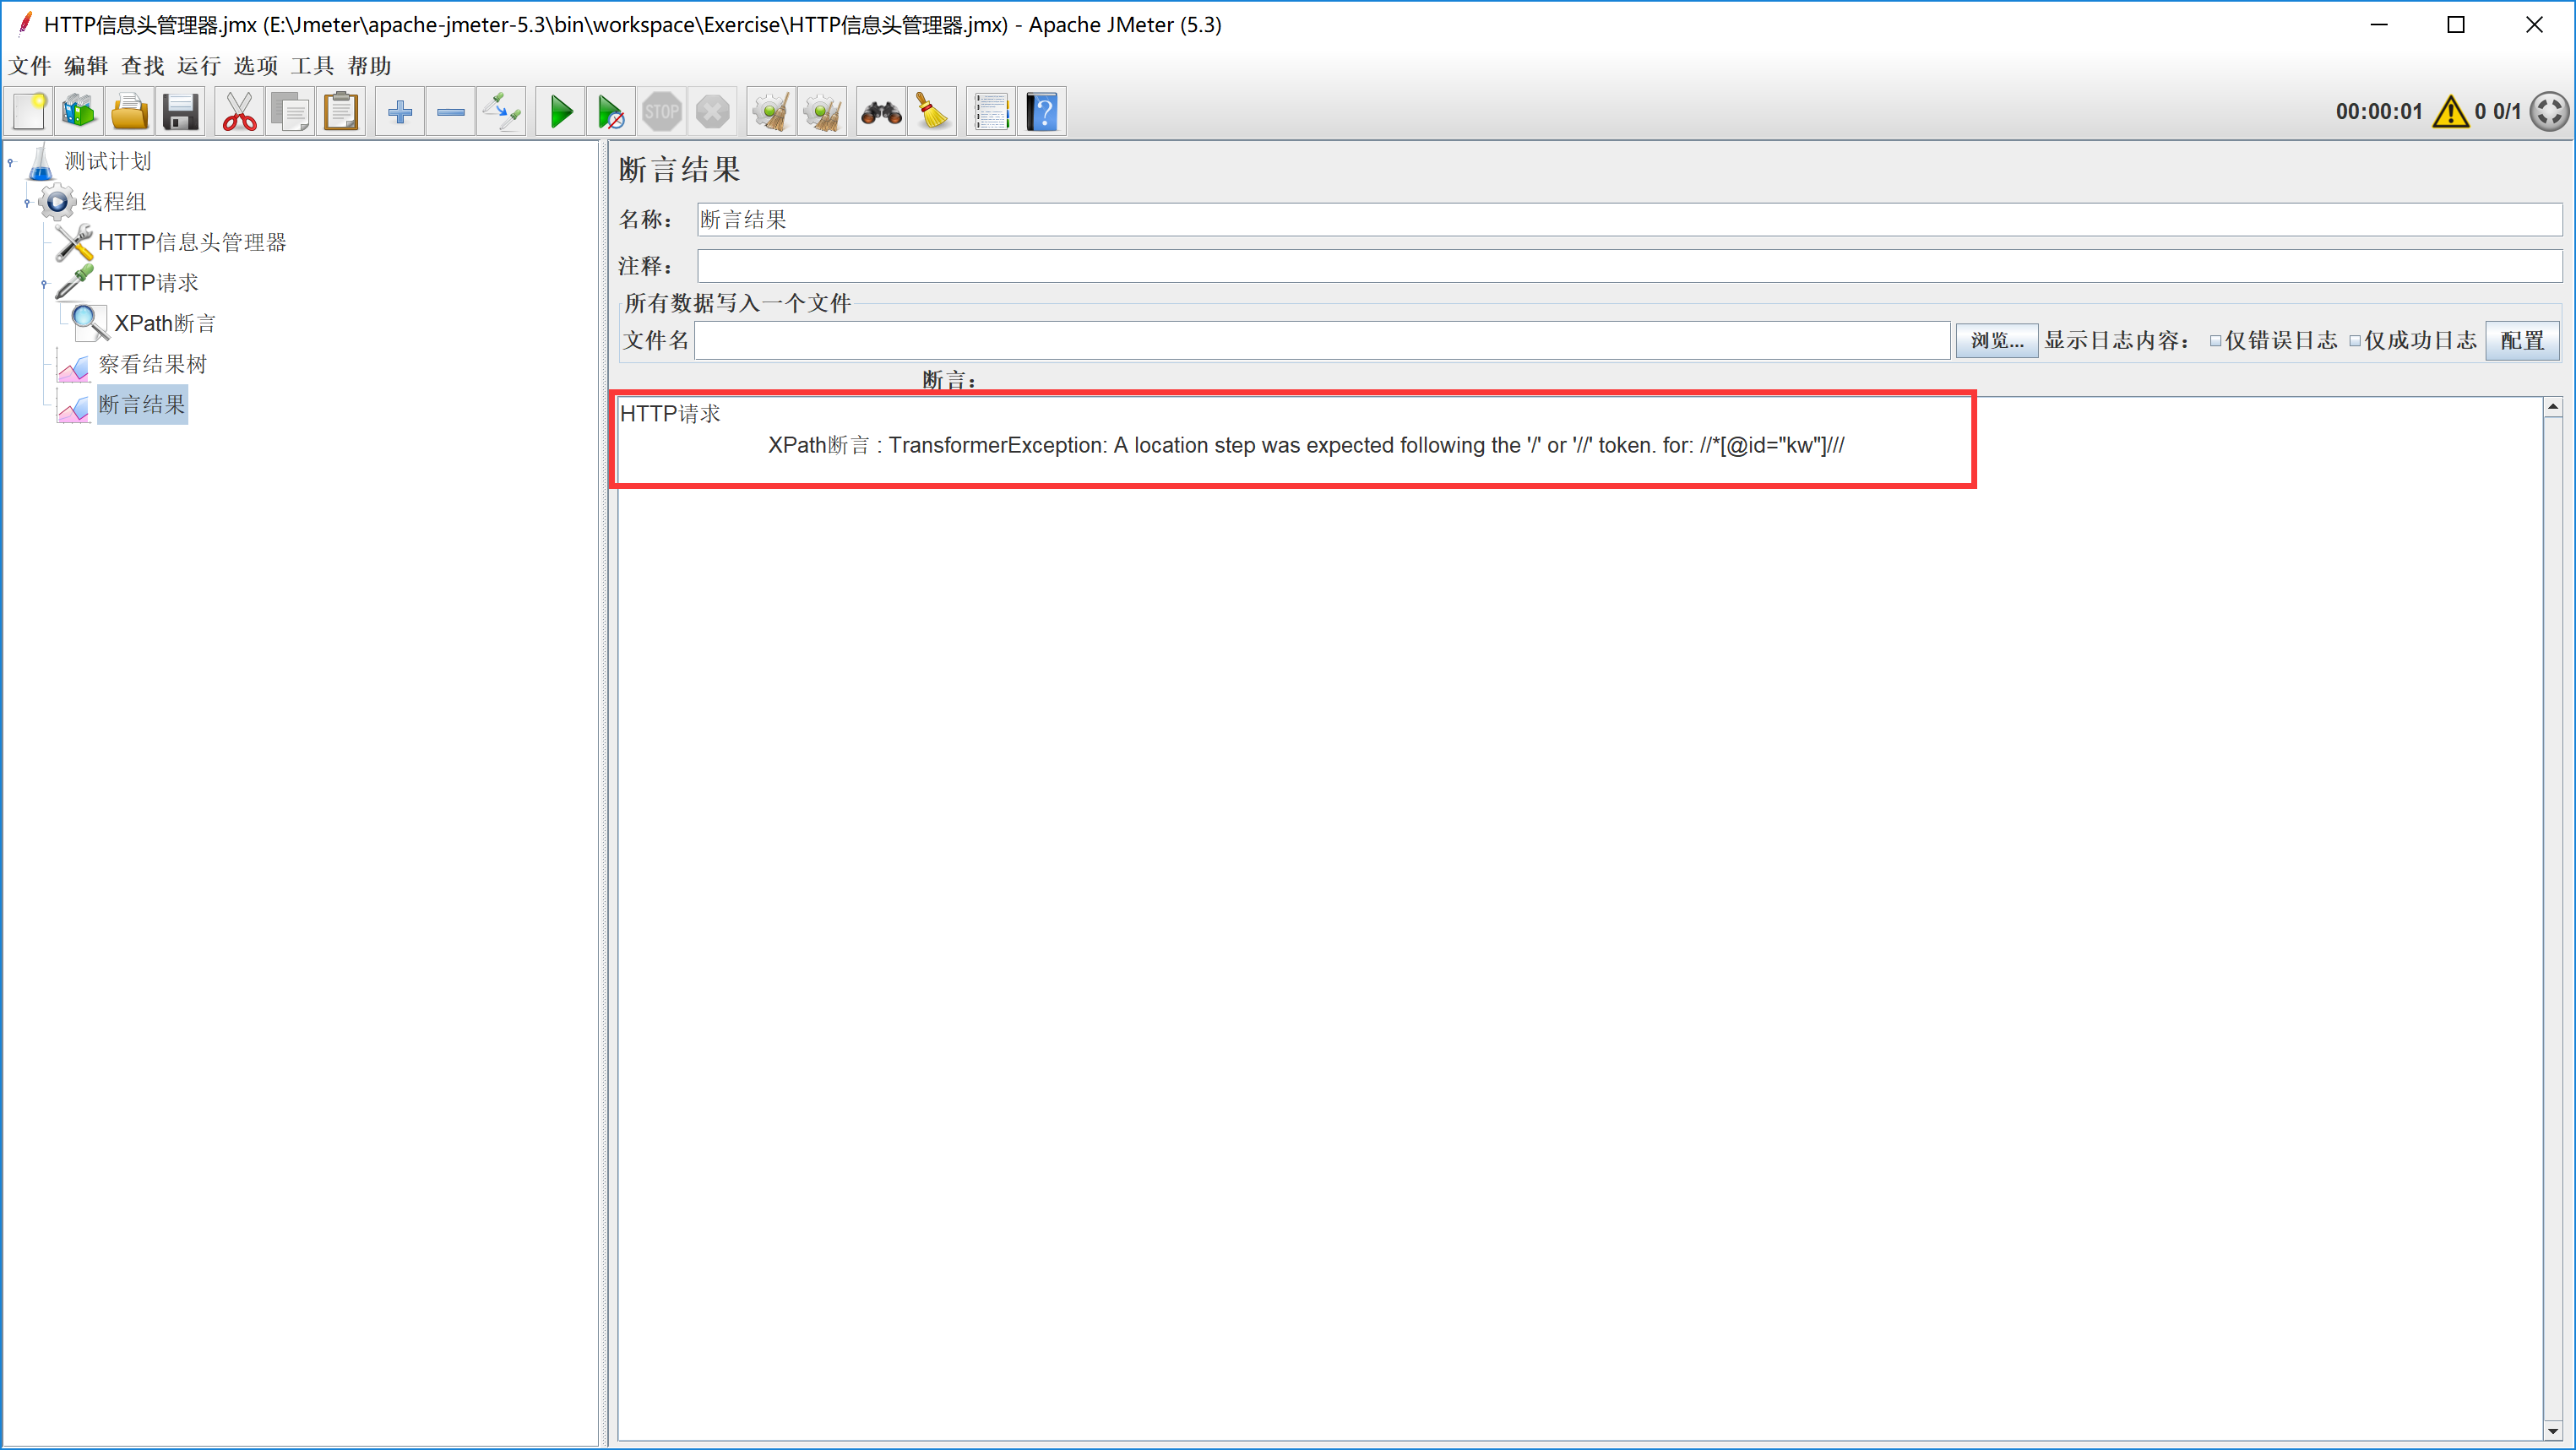 HTTP信息头管理器.jmx (E:\Jmeter\apache-jmeter-5.3\bin\workspace\Exercise\HTTP信息头管理器.jmx) - Apache JMeter (5.3)
文件 编辑 查找 运行 选项 工具 帮助
STOP
00:00:01 0 0/1
测试计划
线程组
HTTP信息头管理器
HTTP请求
XPath断言
察看结果树
断言结果
断言结果
名称： 断言结果
注释：
所有数据写入一个文件
文件名 浏览... 显示日志内容： 仅错误日志 仅成功日志 配置
断言：
HTTP请求
XPath断言 : TransformerException: A location step was expected following the '/' or '//' token. for: //*[@id="kw"]///